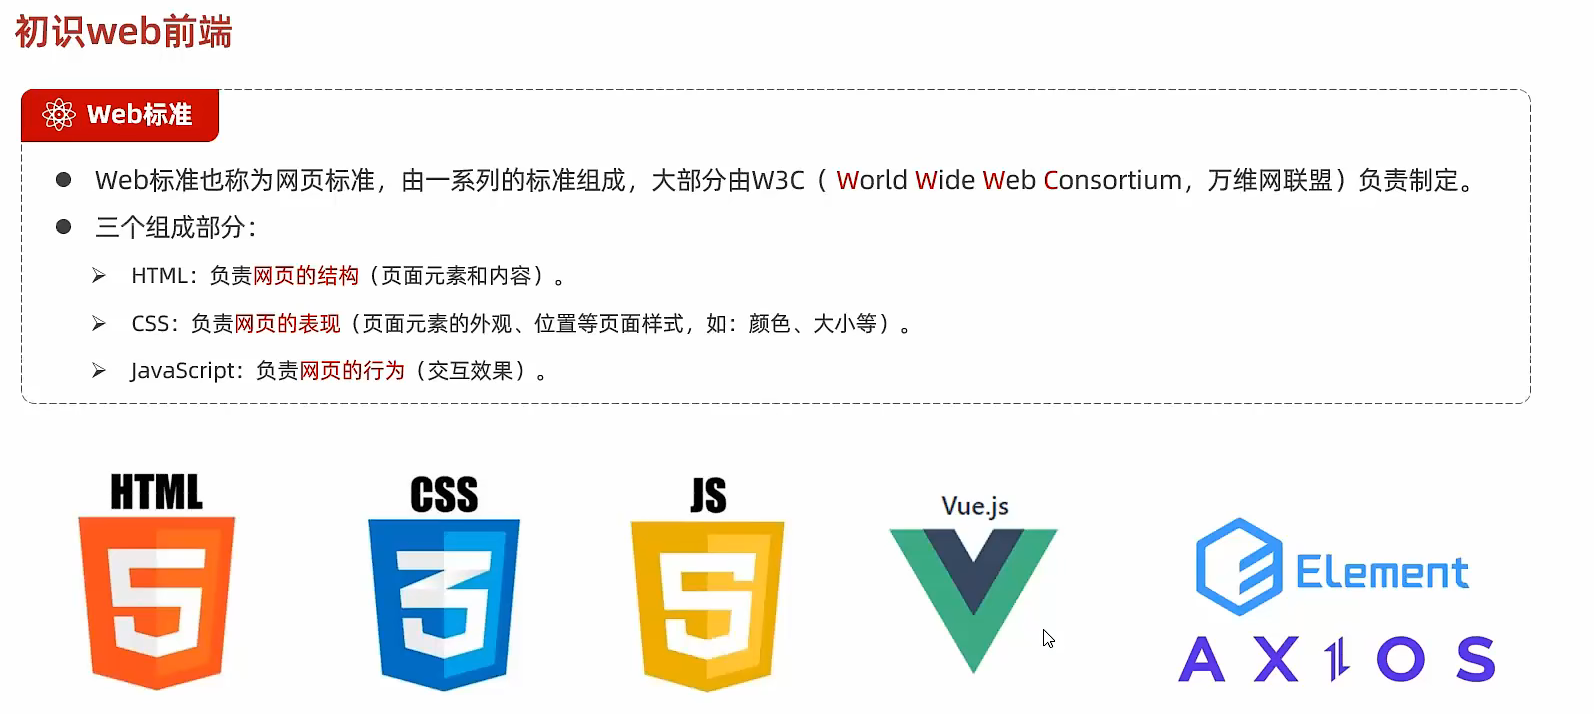 初识web前端
Web标准
Web标准也称为网页标准，由一系列的标准组成，大部分由W3C（ World Wide Web Consortium，万维网联盟）负责制定。
三个组成部分：
HTML：负责网页的结构（页面元素和内容）。
CSS：负责网页的表现（页面元素的外观、位置等页面样式，如：颜色、大小等）。
JavaScript：负责网页的行为（交互效果）。
HTML
CSS
JS
Vue.js
Element
AXIOS